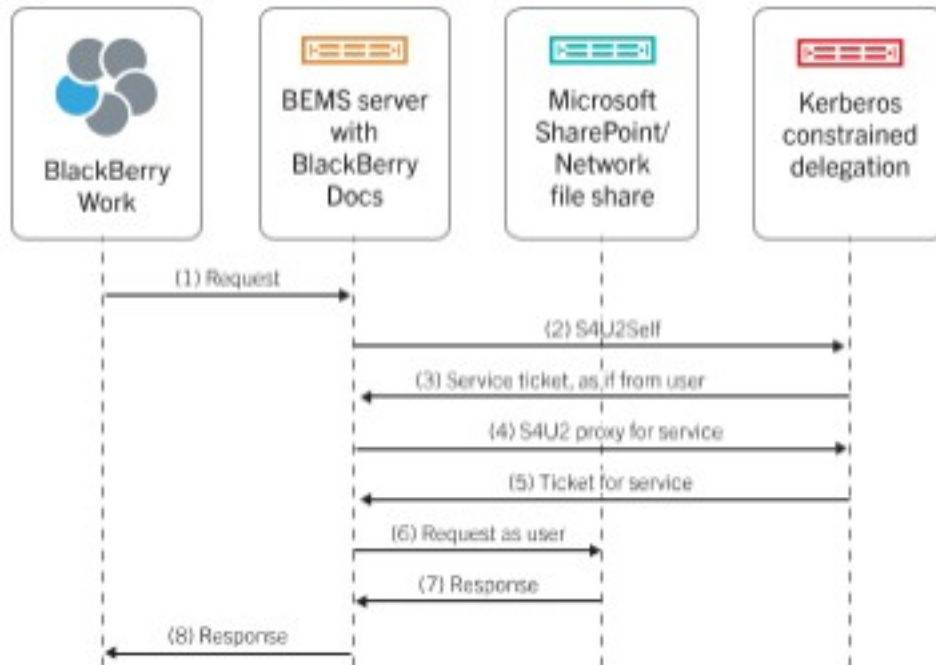 BlackBerry
Work
BEMS server
with
BlackBerry
Docs
Microsoft
SharePoint/
Network
file share
Kerberos
constrained
delegation
(1) Request
(2) S4U2Self
(3) Service ticket, as if from user
(4) S4U2 proxy for service
(5) Ticket for service
(6) Request as user
(7) Response
(8) Response